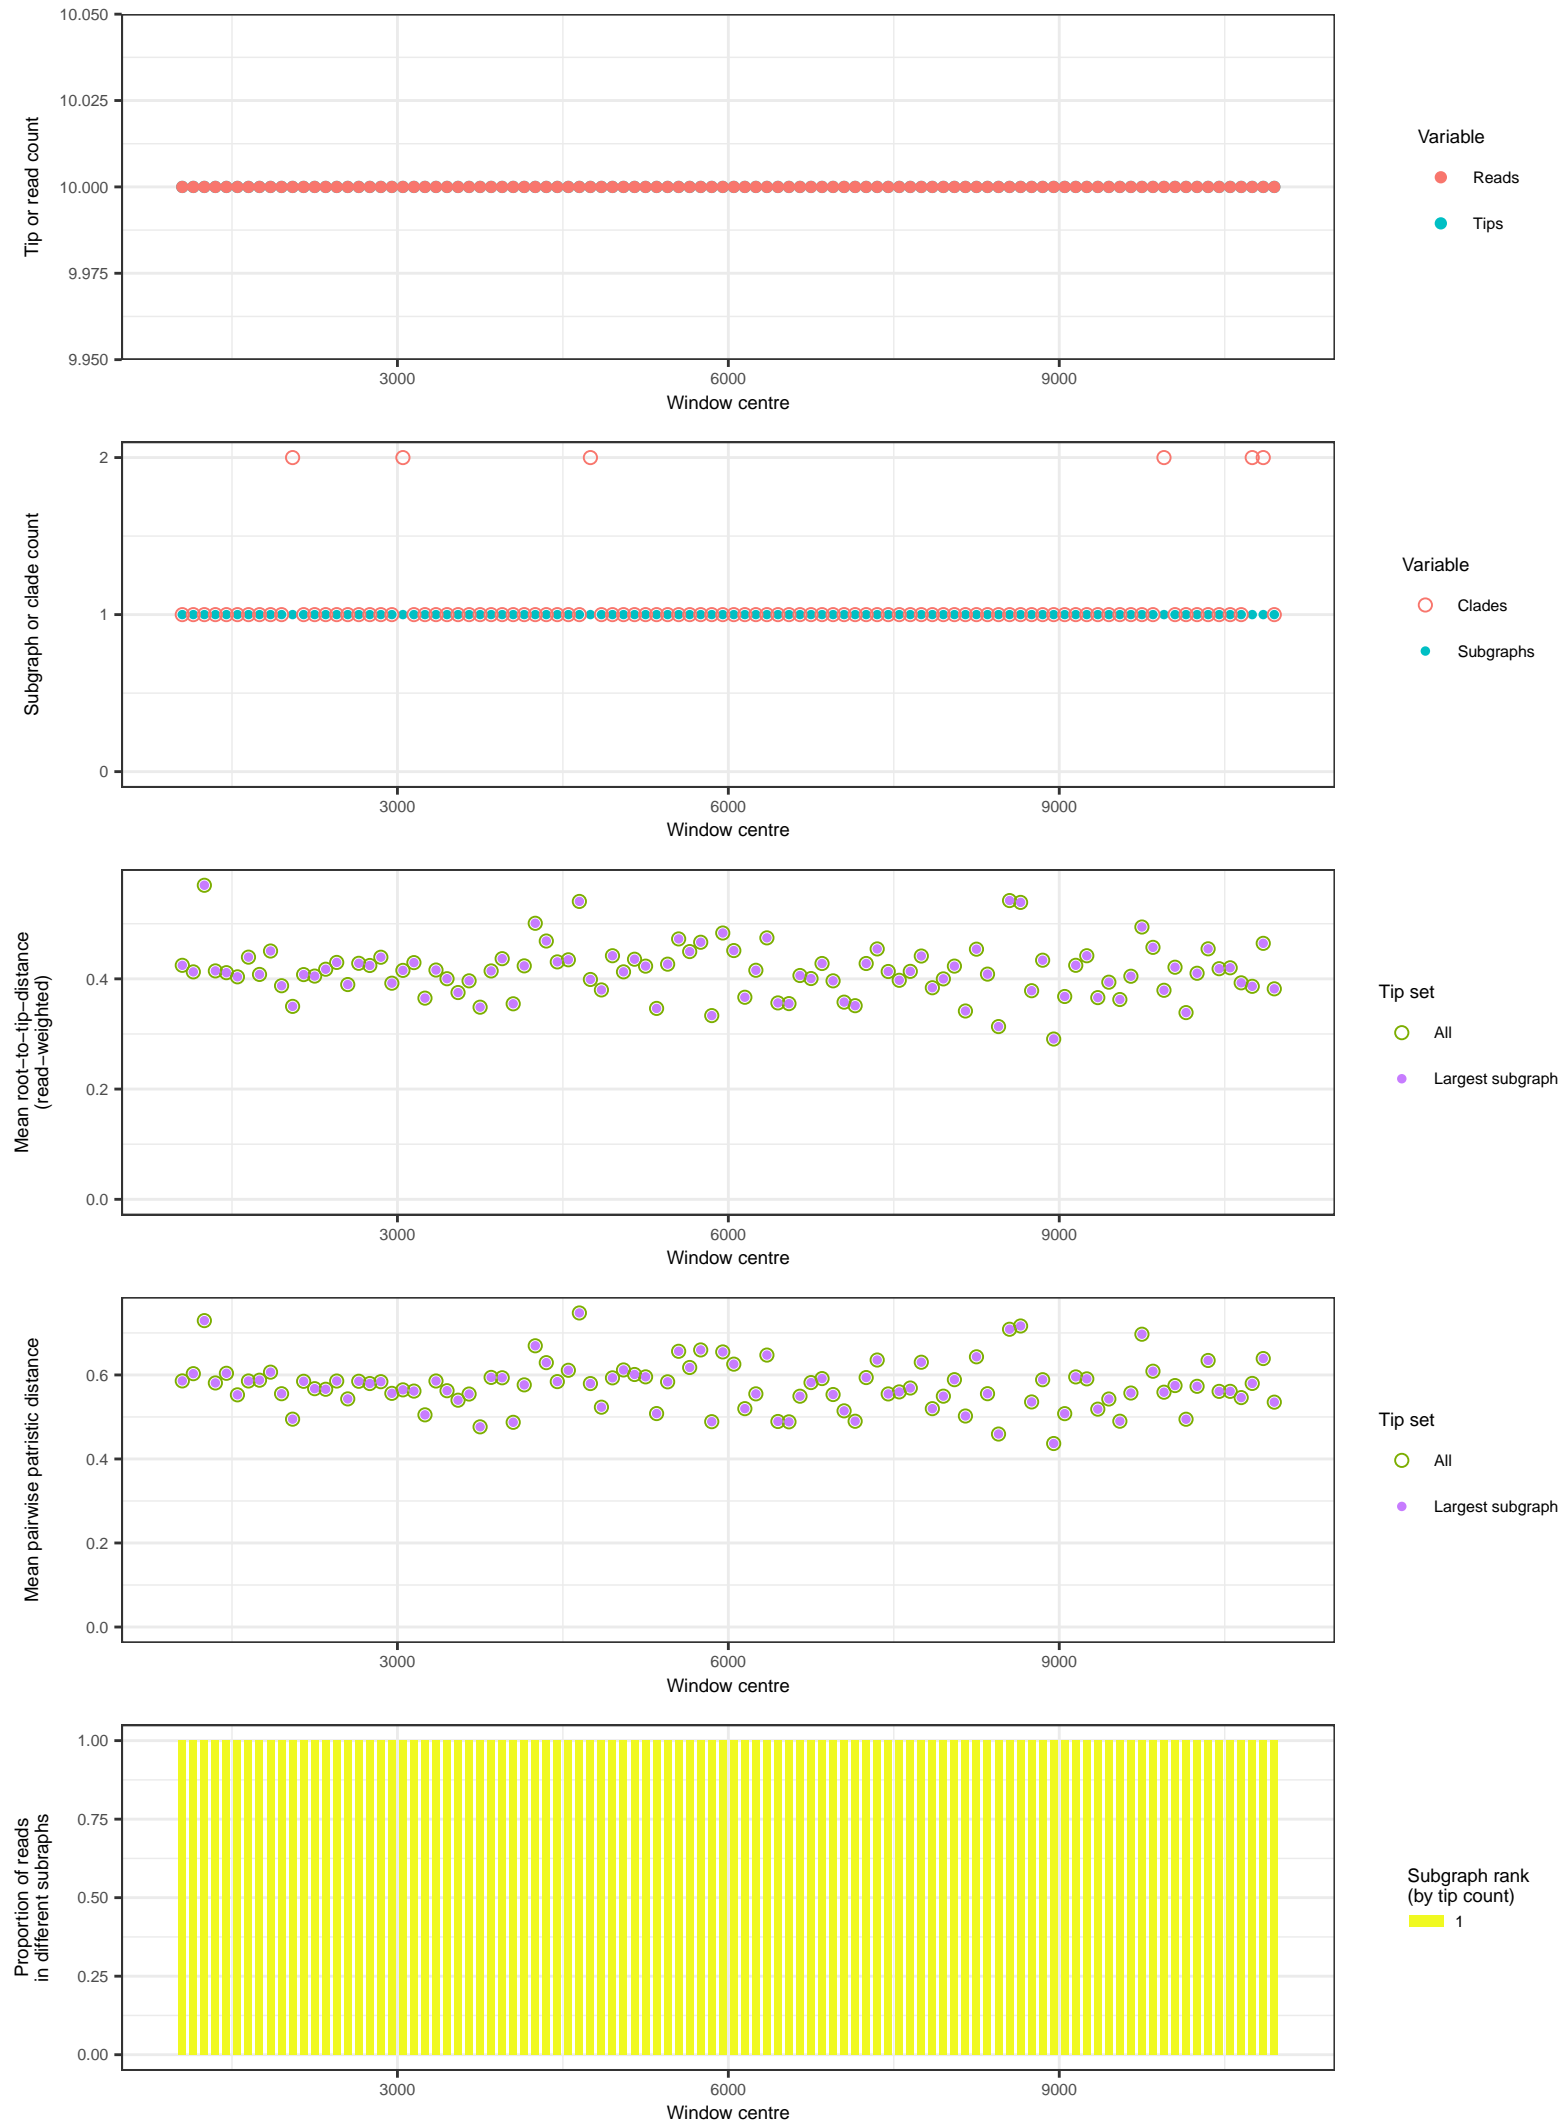 Tip or read count
10.050
10.025
10.000
9.975
9.950
3000 6000 9000
Window centre
Variable
Reads
Tips
Subgraph or clade count
2
1
0
3000 6000 9000
Window centre
Variable
Clades
Subgraphs
Mean root−to−tip−distance
(read−weighted)
0.4
0.2
0.0
3000 6000 9000
Window centre
Tip set
All
Largest subgraph
Mean pairwise patristic distance
0.6
0.4
0.2
0.0
3000 6000 9000
Window centre
Tip set
All
Largest subgraph
Proportion of reads
in different subraphs
1.00
0.75
0.50
0.25
0.00
3000 6000 9000
Window centre
Subgraph rank
(by tip count)
1